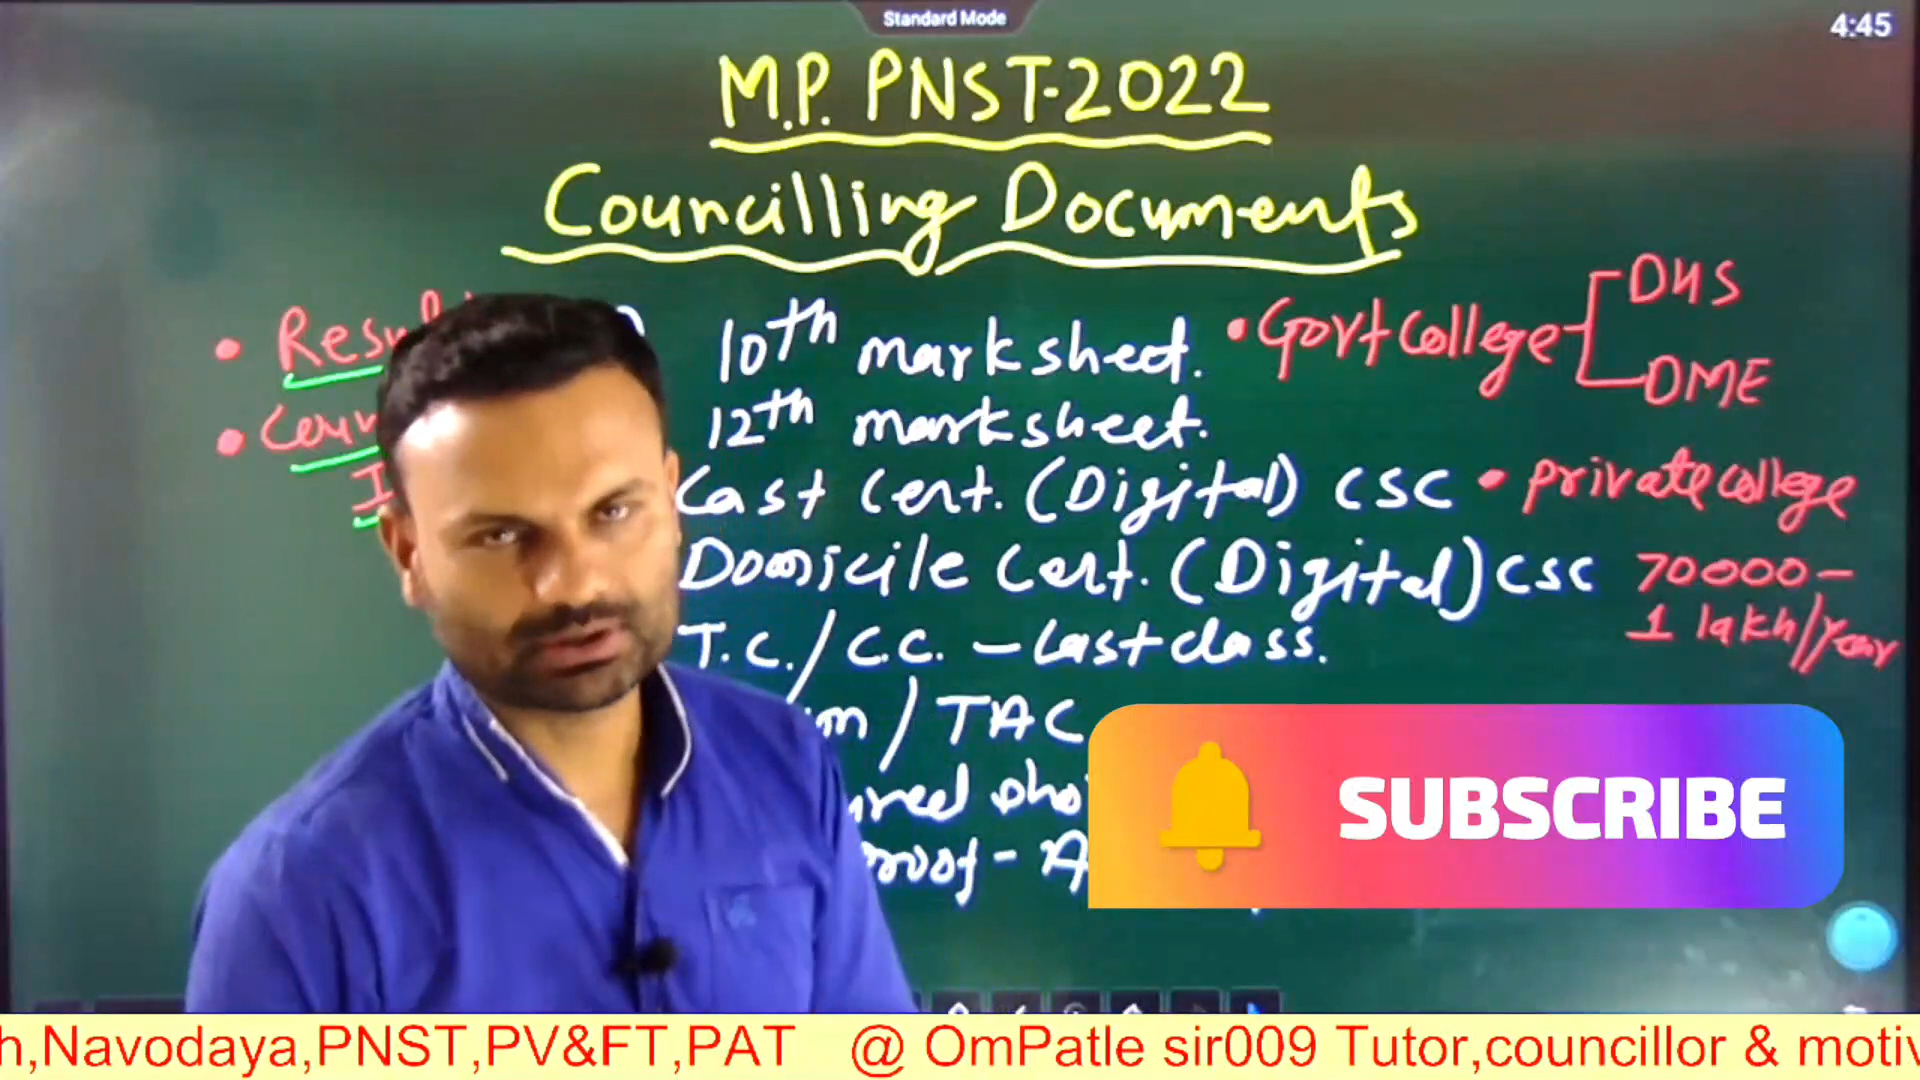 Standard Mode
4:45
M.P. PNST-2022
Councilling Documents
10th marksheet.
12th marksheet.
Cast Cert. (Digital) CSC
Domicile Cert. (Digital) CSC
T.C./C.C. - Last class.
/ TAC
- A
• Govt College
DHS
DME
• private college
70000 -
1 lakh/year
SUBSCRIBE
Navodaya,PNST,PV&FT,PAT @ OmPatle sir009 Tutor,councillor &